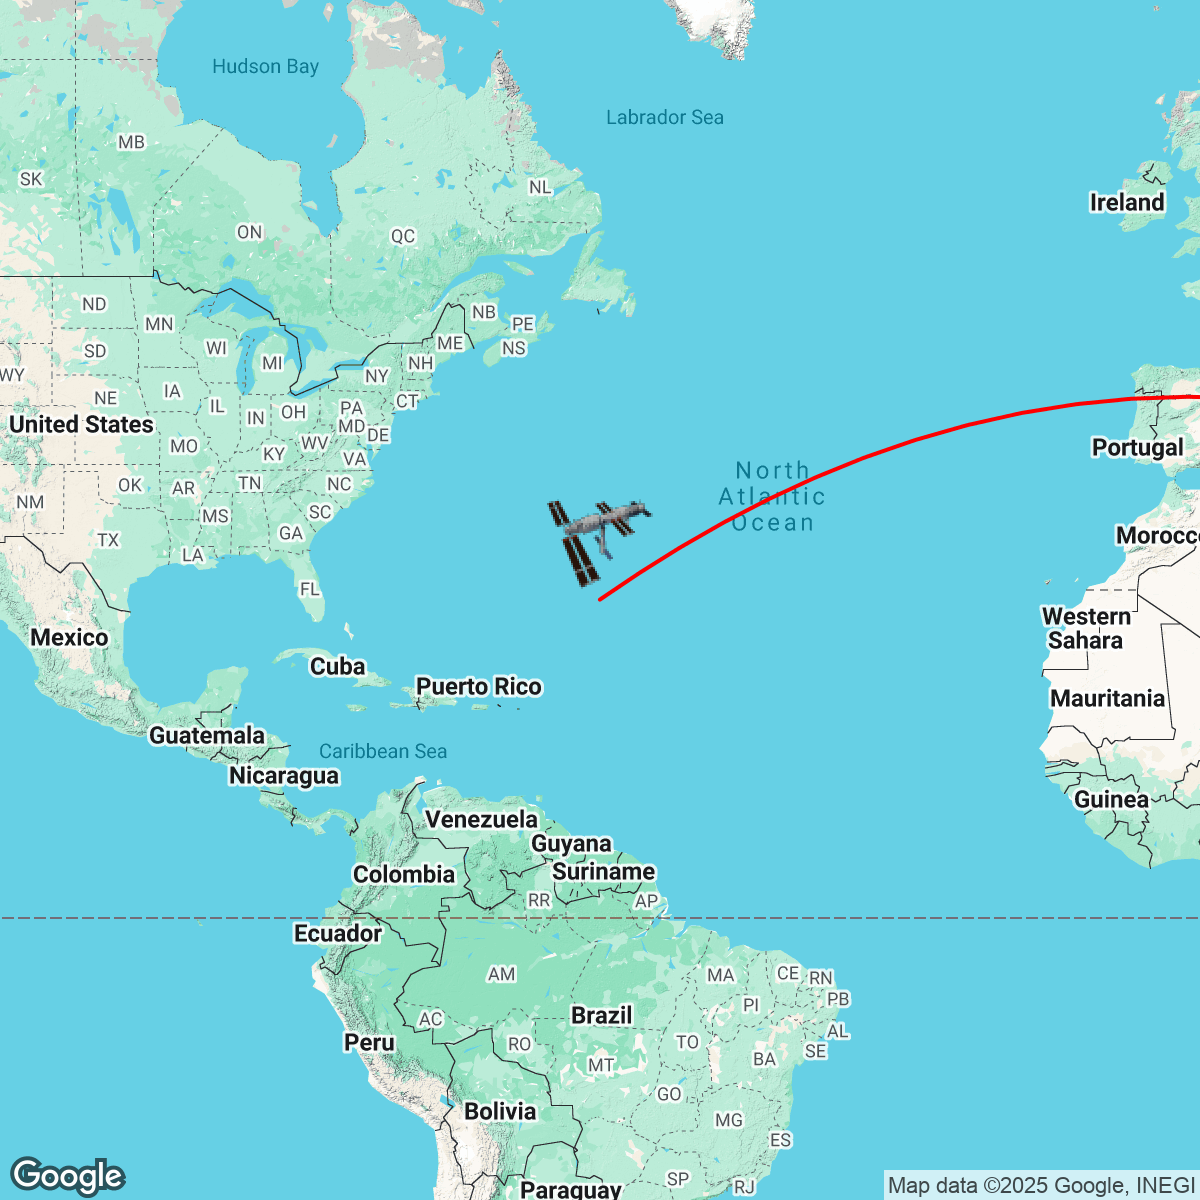 Hudson Bay
Labrador Sea
MB
SK
NL
Ireland
ON
QC
ND
MN
NB
PE
SD
WI
MI
ME
NS
NH
WY
NY
NE
IA
IL
IN
OH
PA
CT
United States
MD
DE
MO
KY
WV
VA
Portugal
North
Atlantic
Ocean
OK
AR
TN
NC
NM
MS
SC
GA
TX
LA
Morocco
FL
Western
Sahara
Mexico
Cuba
Puerto Rico
Mauritania
Guatemala
Caribbean Sea
Nicaragua
Guinea
Venezuela
Guyana
Colombia
Suriname
RR
AP
Ecuador
AM
MA
CE
RN
PI
PB
AC
Brazil
AL
Peru
RO
TO
SE
MT
BA
GO
Bolivia
MG
ES
SP
RJ
Paraguay
Google
Map data ©2025 Google, INEGI